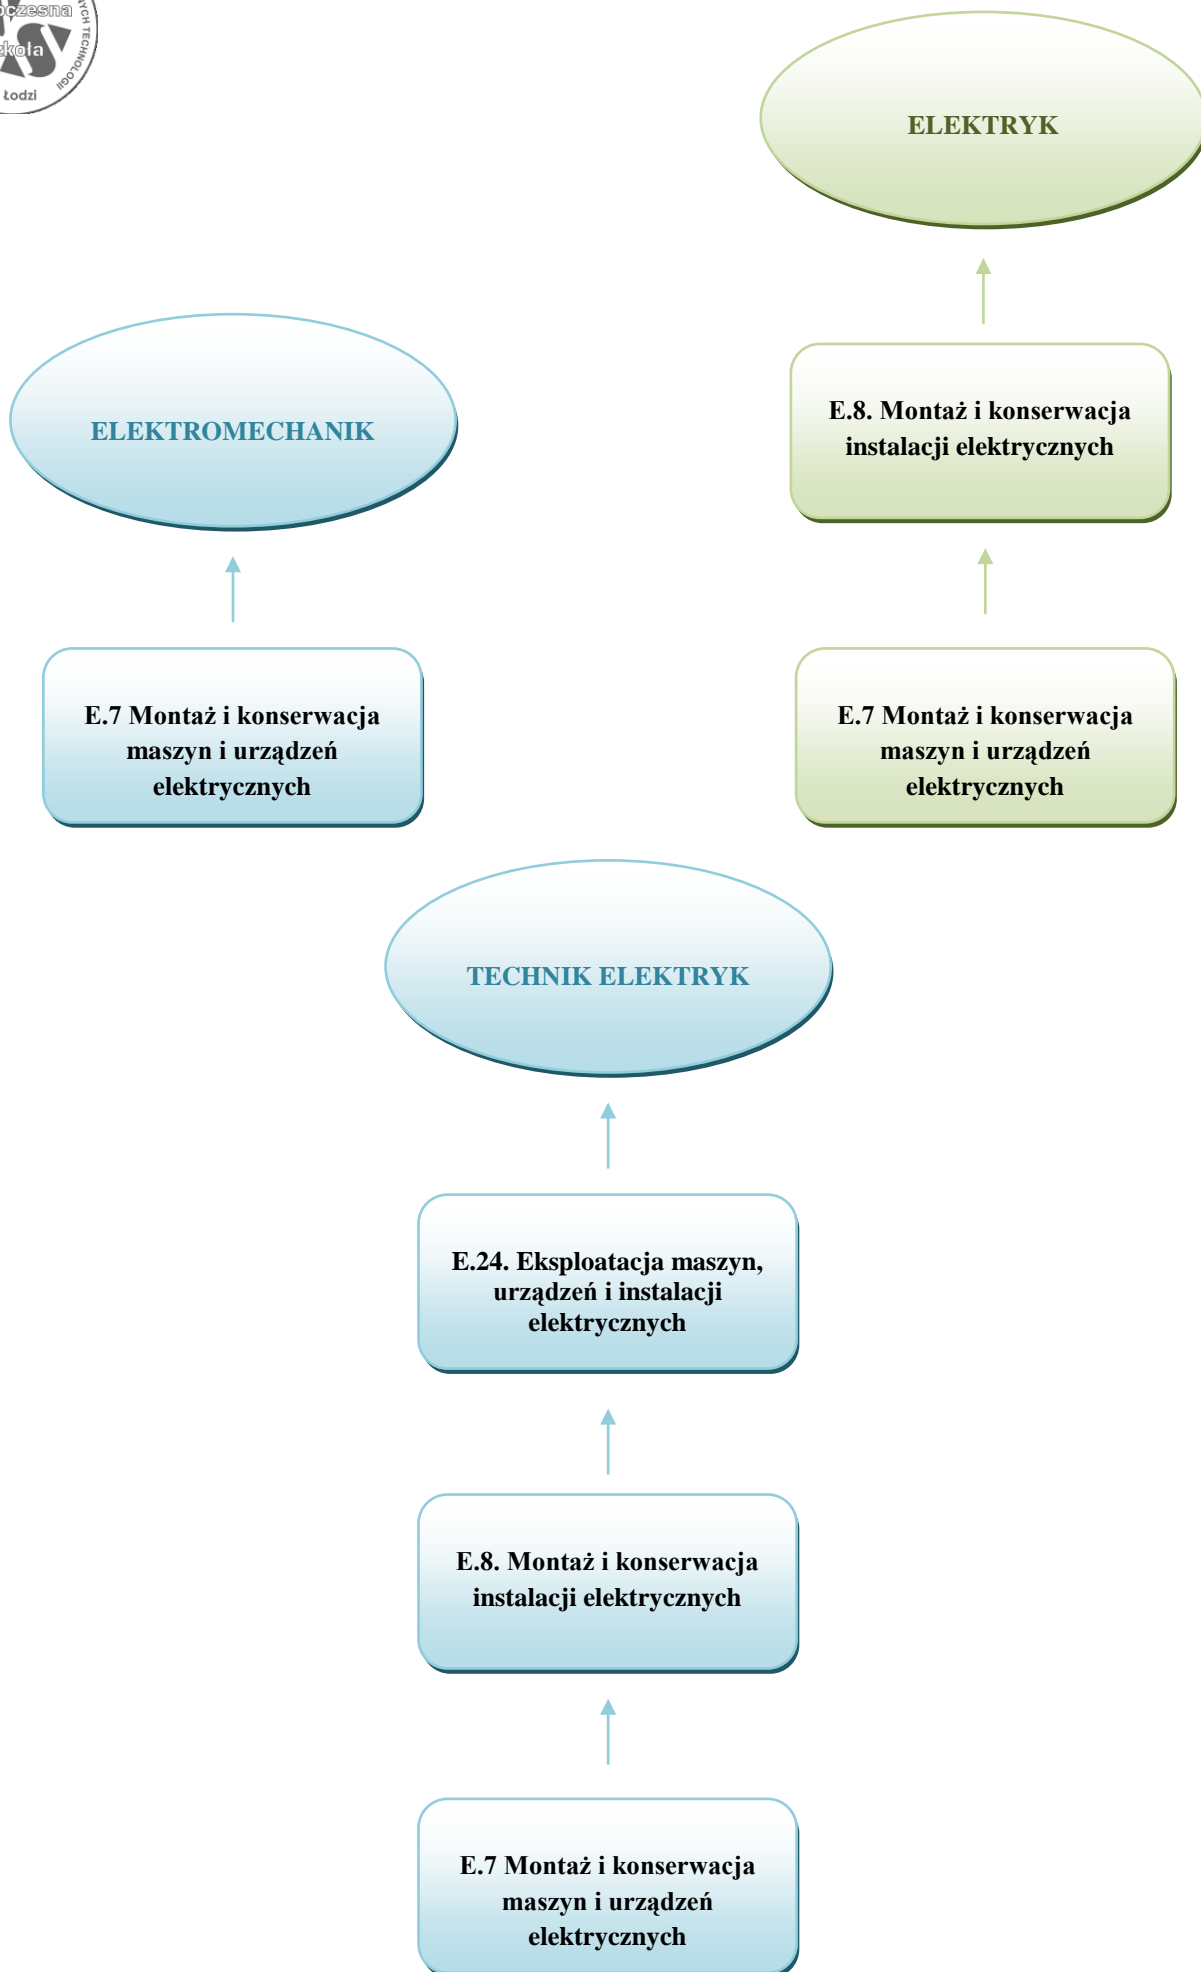 Łodzi
ELEKTRYK
E.8. Montaż i konserwacja
instalacji elektrycznych
E.7 Montaż i konserwacja
maszyn i urządzeń
elektrycznych
ELEKTROMECHANIK
E.7 Montaż i konserwacja
maszyn i urządzeń
elektrycznych
TECHNIK ELEKTRYK
E.24. Eksploatacja maszyn,
urządzeń i instalacji
elektrycznych
E.8. Montaż i konserwacja
instalacji elektrycznych
E.7 Montaż i konserwacja
maszyn i urządzeń
elektrycznych